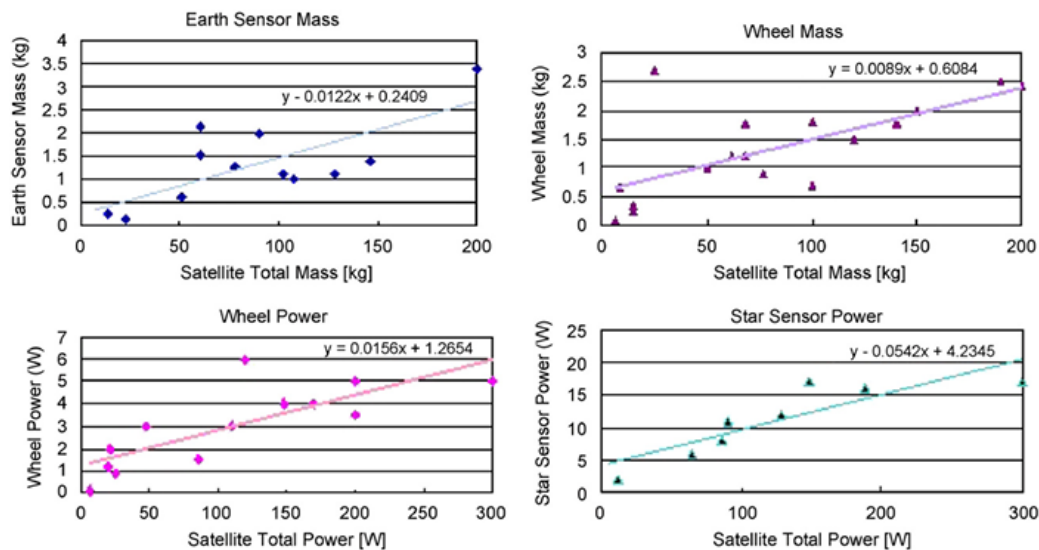 Earth Sensor Mass
Earth Sensor Mass (kg)
4
3.5
3
2.5
2
1.5
1
0.5
0
y - 0.0122x + 0.2409
0 50 100 150 200
Satellite Total Mass [kg]
Wheel Mass
Wheel Mass (kg)
3
2.5
2
1.5
1
0.5
0
y = 0.0089x + 0.6084
0 50 100 150 200
Satellite Total Mass [kg]
Wheel Power
Wheel Power (W)
7
6
5
4
3
2
1
0
y = 0.0156x + 1.2654
0 50 100 150 200 250 300
Satellite Total Power [W]
Star Sensor Power
Star Sensor Power (W)
25
20
15
10
5
0
y - 0.0542x + 4.2345
0 100 200 300
Satellite Total Power [W]